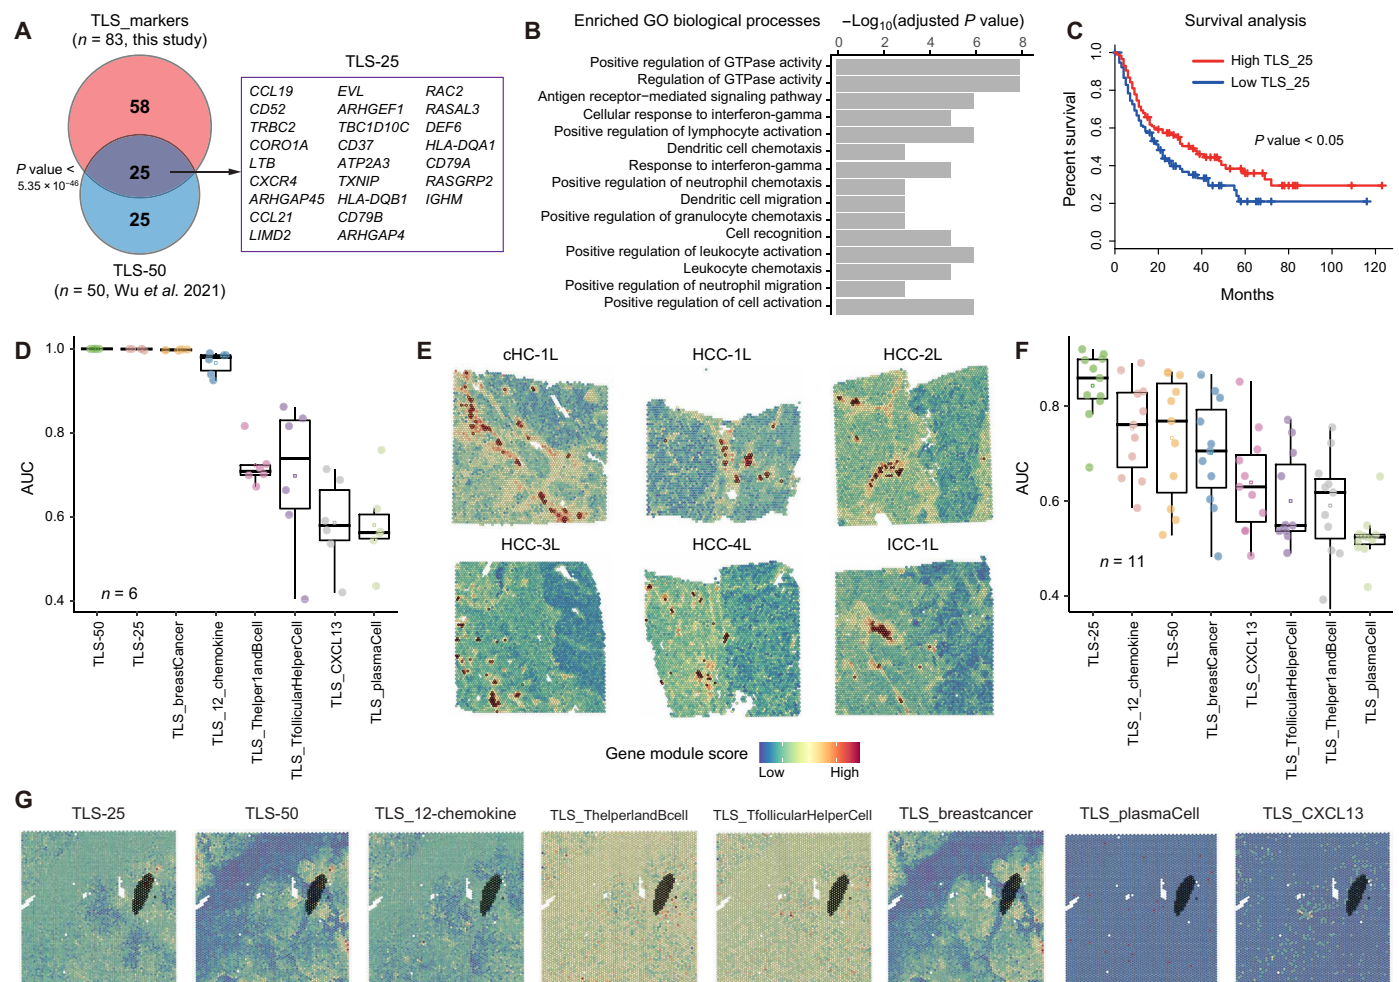 A
TLS_markers
(n = 83, this study)
58
25
25
P value <
5.35 × 10⁻⁴⁶
TLS-50
(n = 50, Wu et al. 2021)
TLS-25
CCL19 EVL RAC2
CD52 ARHGEF1 RASAL3
TRBC2 TBC1D10C DEF6
CORO1A CD37 HLA-DQA1
LTB ATP2A3 CD79A
CXCR4 TXNIP RASGRP2
ARHGAP45 HLA-DQB1 IGHM
CCL21 CD79B
LIMD2 ARHGAP4
B
Enriched GO biological processes
−Log₁₀(adjusted P value)
0 2 4 6 8
Positive regulation of GTPase activity
Regulation of GTPase activity
Antigen receptor−mediated signaling pathway
Cellular response to interferon-gamma
Positive regulation of lymphocyte activation
Dendritic cell chemotaxis
Response to interferon-gamma
Positive regulation of neutrophil chemotaxis
Dendritic cell migration
Positive regulation of granulocyte chemotaxis
Cell recognition
Positive regulation of leukocyte activation
Leukocyte chemotaxis
Positive regulation of neutrophil migration
Positive regulation of cell activation
C
Survival analysis
High TLS_25
Low TLS_25
P value < 0.05
Percent survival
1.0
0.8
0.6
0.4
0.2
0.0
0 20 40 60 80 100 120
Months
D
AUC
1.0
0.8
0.6
0.4
n = 6
TLS-50
TLS-25
TLS_breastCancer
TLS_12_chemokine
TLS_Thelper1andBcell
TLS_TfollicularHelperCell
TLS_CXCL13
TLS_plasmaCell
E
cHC-1L
HCC-1L
HCC-2L
HCC-3L
HCC-4L
ICC-1L
Gene module score
Low High
F
AUC
0.8
0.6
0.4
n = 11
TLS-25
TLS_12_chemokine
TLS-50
TLS_breastCancer
TLS_CXCL13
TLS_TfollicularHelperCell
TLS_Thelper1andBcell
TLS_plasmaCell
G
TLS-25
TLS-50
TLS_12-chemokine
TLS_ThelperIandBcell
TLS_TfollicularHelperCell
TLS_breastcancer
TLS_plasmaCell
TLS_CXCL13